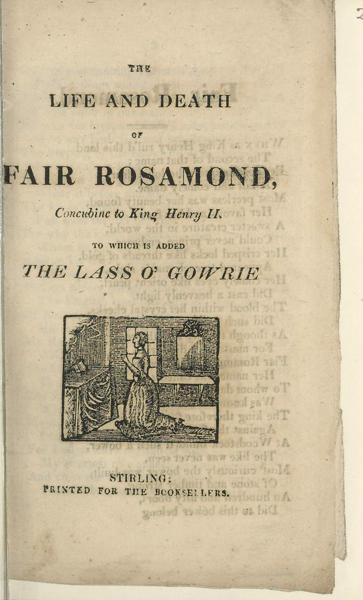 THE
LIFE AND DEATH
OF
FAIR ROSAMOND,
Concubine to King Henry II.
TO WHICH IS ADDED
THE LASS O' GOWRIE
STIRLING:
PRINTED FOR THE BOOKSELLERS.